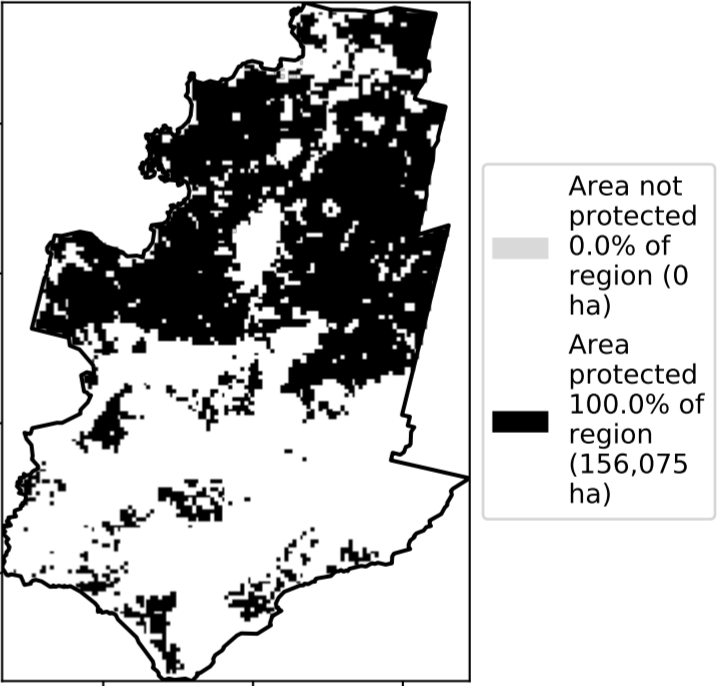 Area not
protected
0.0% of
region (0
ha)
Area
protected
100.0% of
region
(156,075
ha)